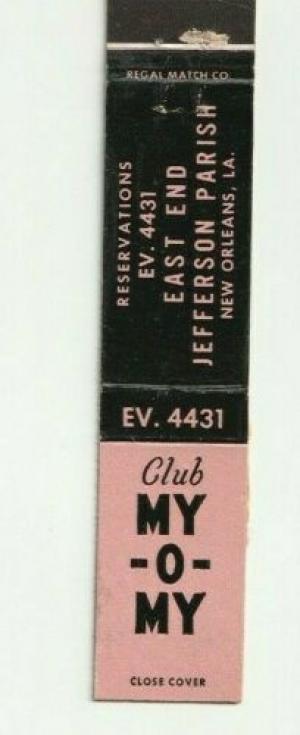 REGAL MATCH CO
RESERVATIONS
EV. 4431
EAST END
JEFFERSON PARISH
NEW ORLEANS, LA.
EV. 4431
Club
MY
-O-
MY
CLOSE COVER